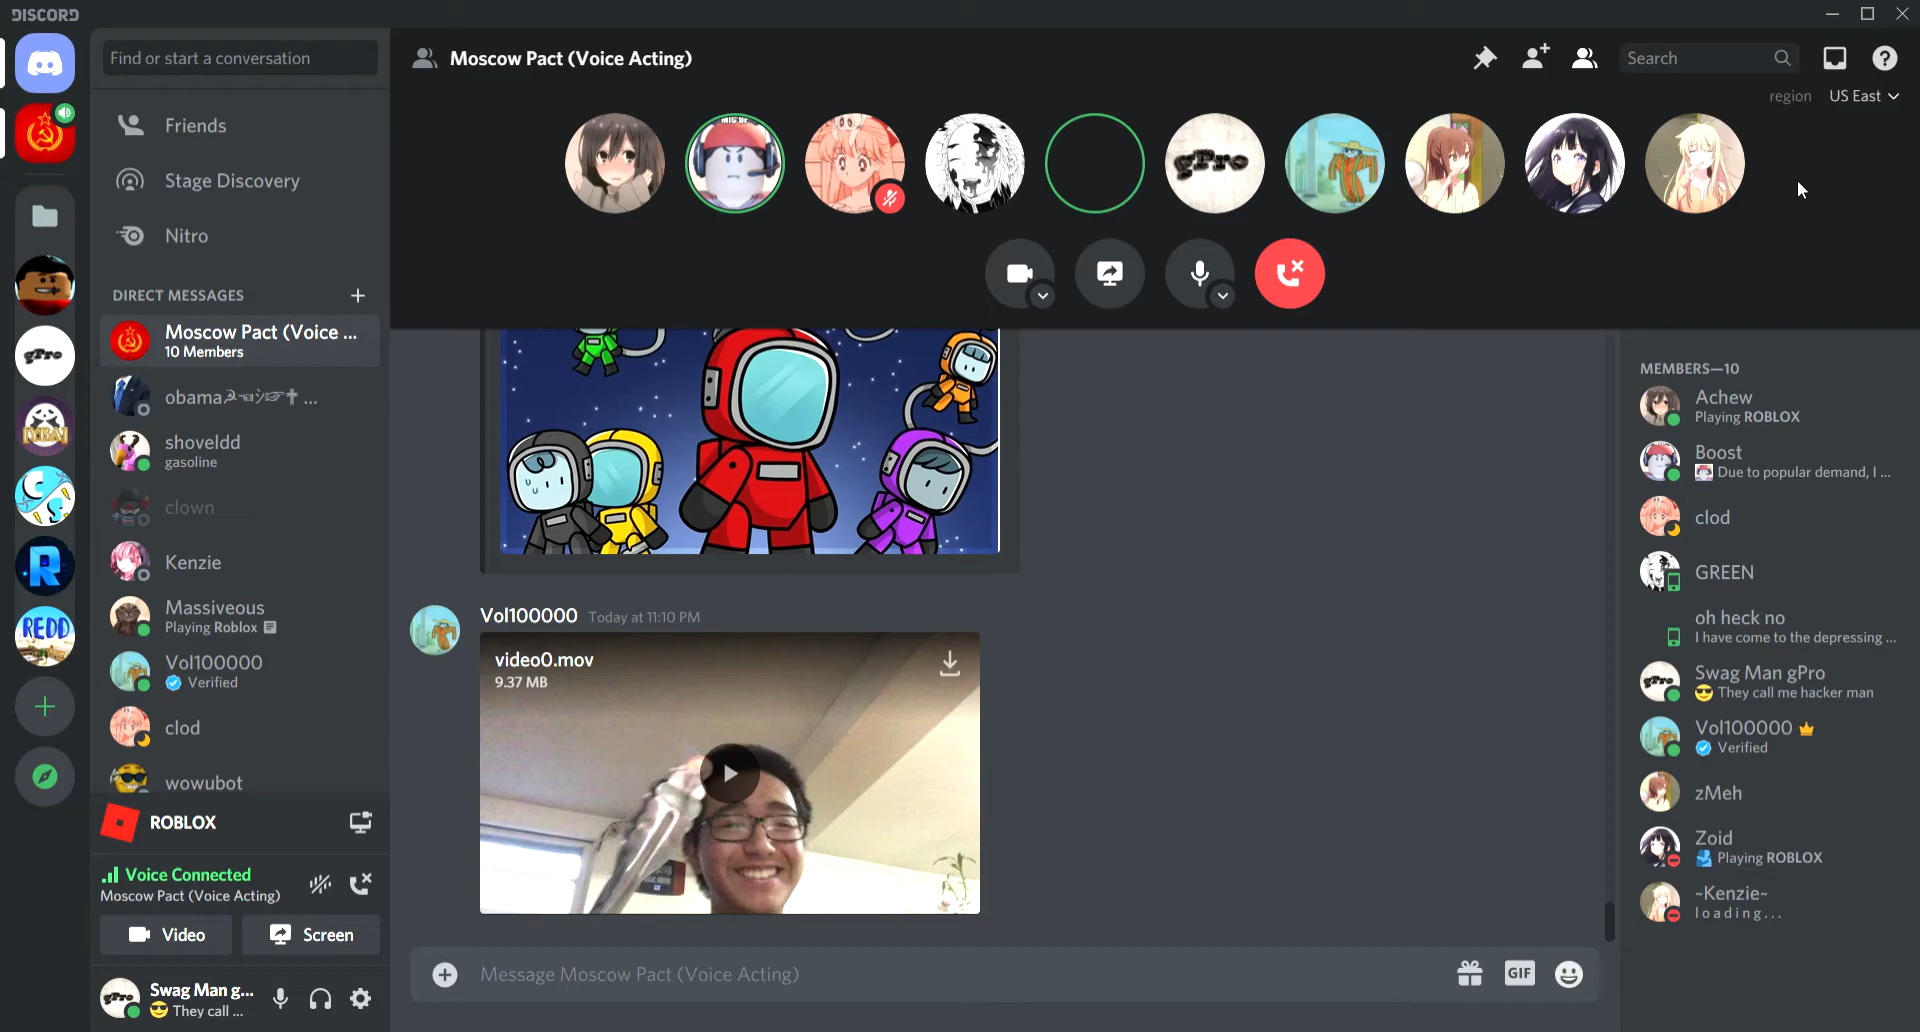 DISCORD
Find or start a conversation
Friends
Stage Discovery
Nitro
DIRECT MESSAGES
Moscow Pact (Voice ...
10 Members
shoveldd
gasoline
clown
Kenzie
Massiveous
Playing Roblox
Vol100000
Verified
clod
wowubot
ROBLOX
Voice Connected
Moscow Pact (Voice Acting)
Video
Screen
Swag Man g...
They call ...
gPro
REDD
Moscow Pact (Voice Acting)
Search
region US East
MIC UP
gPro
Vol100000 Today at 11:10 PM
video0.mov
9.37 MB
Message Moscow Pact (Voice Acting)
GIF
MEMBERS—10
Achew
Playing ROBLOX
Boost
Due to popular demand, I ...
clod
GREEN
oh heck no
I have come to the depressing ...
Swag Man gPro
They call me hacker man
Vol100000
Verified
zMeh
Zoid
Playing ROBLOX
~Kenzie~
loading...